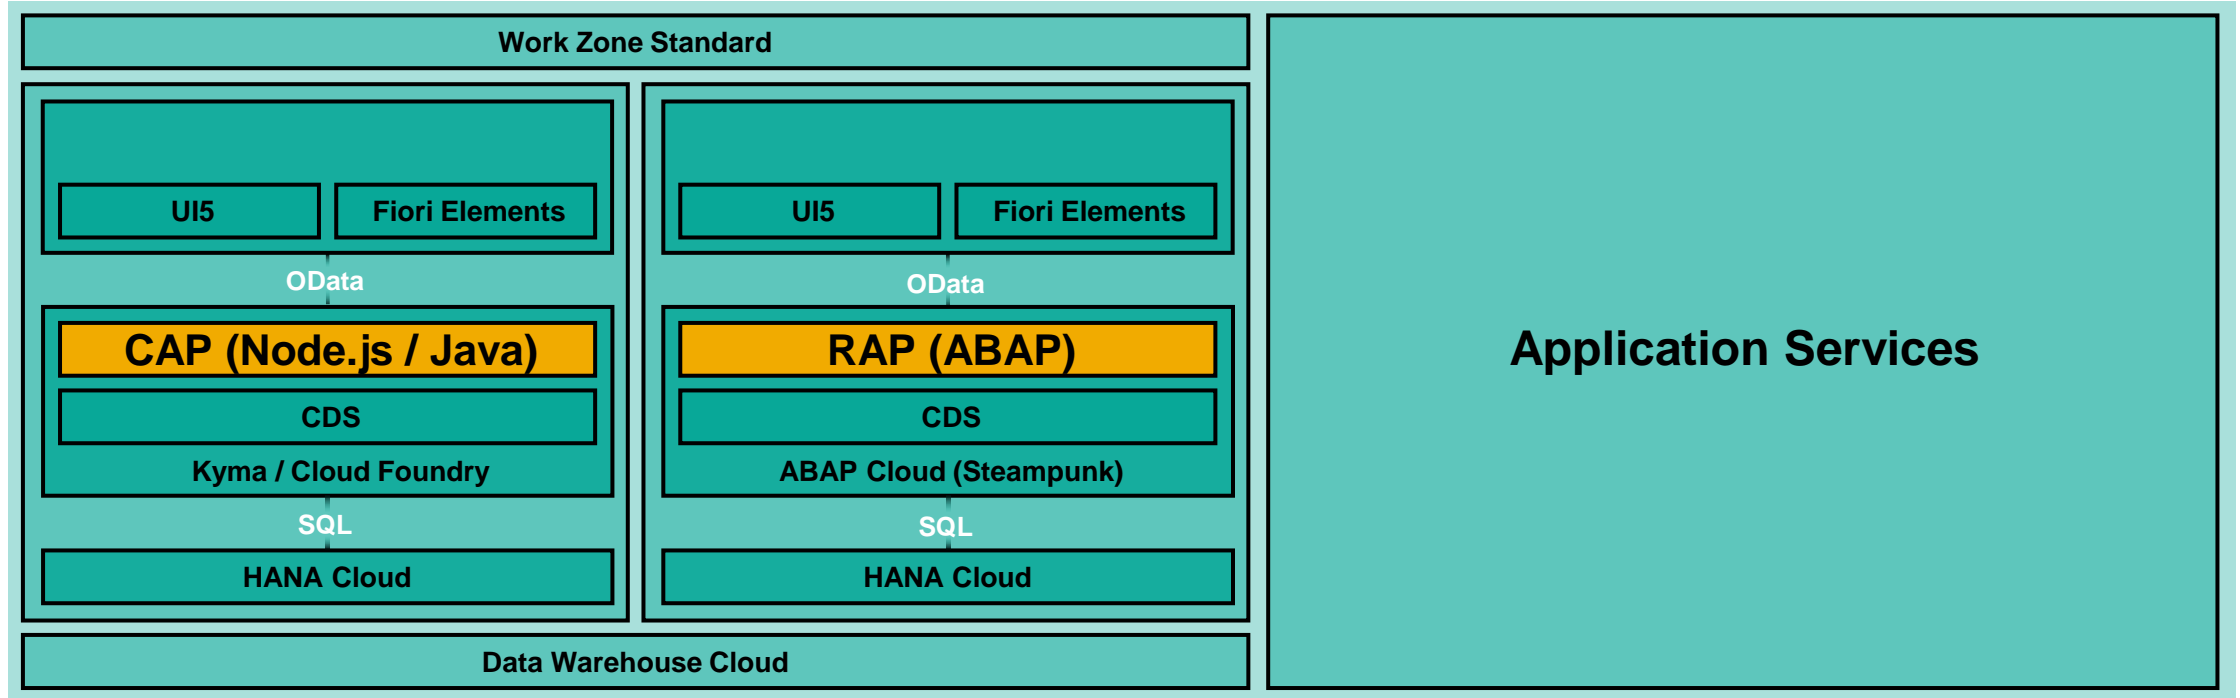 Work Zone Standard
UI5
Fiori Elements
OData
CAP (Node.js / Java)
CDS
Kyma / Cloud Foundry
SQL
HANA Cloud
UI5
Fiori Elements
OData
RAP (ABAP)
CDS
ABAP Cloud (Steampunk)
SQL
HANA Cloud
Data Warehouse Cloud
Application Services